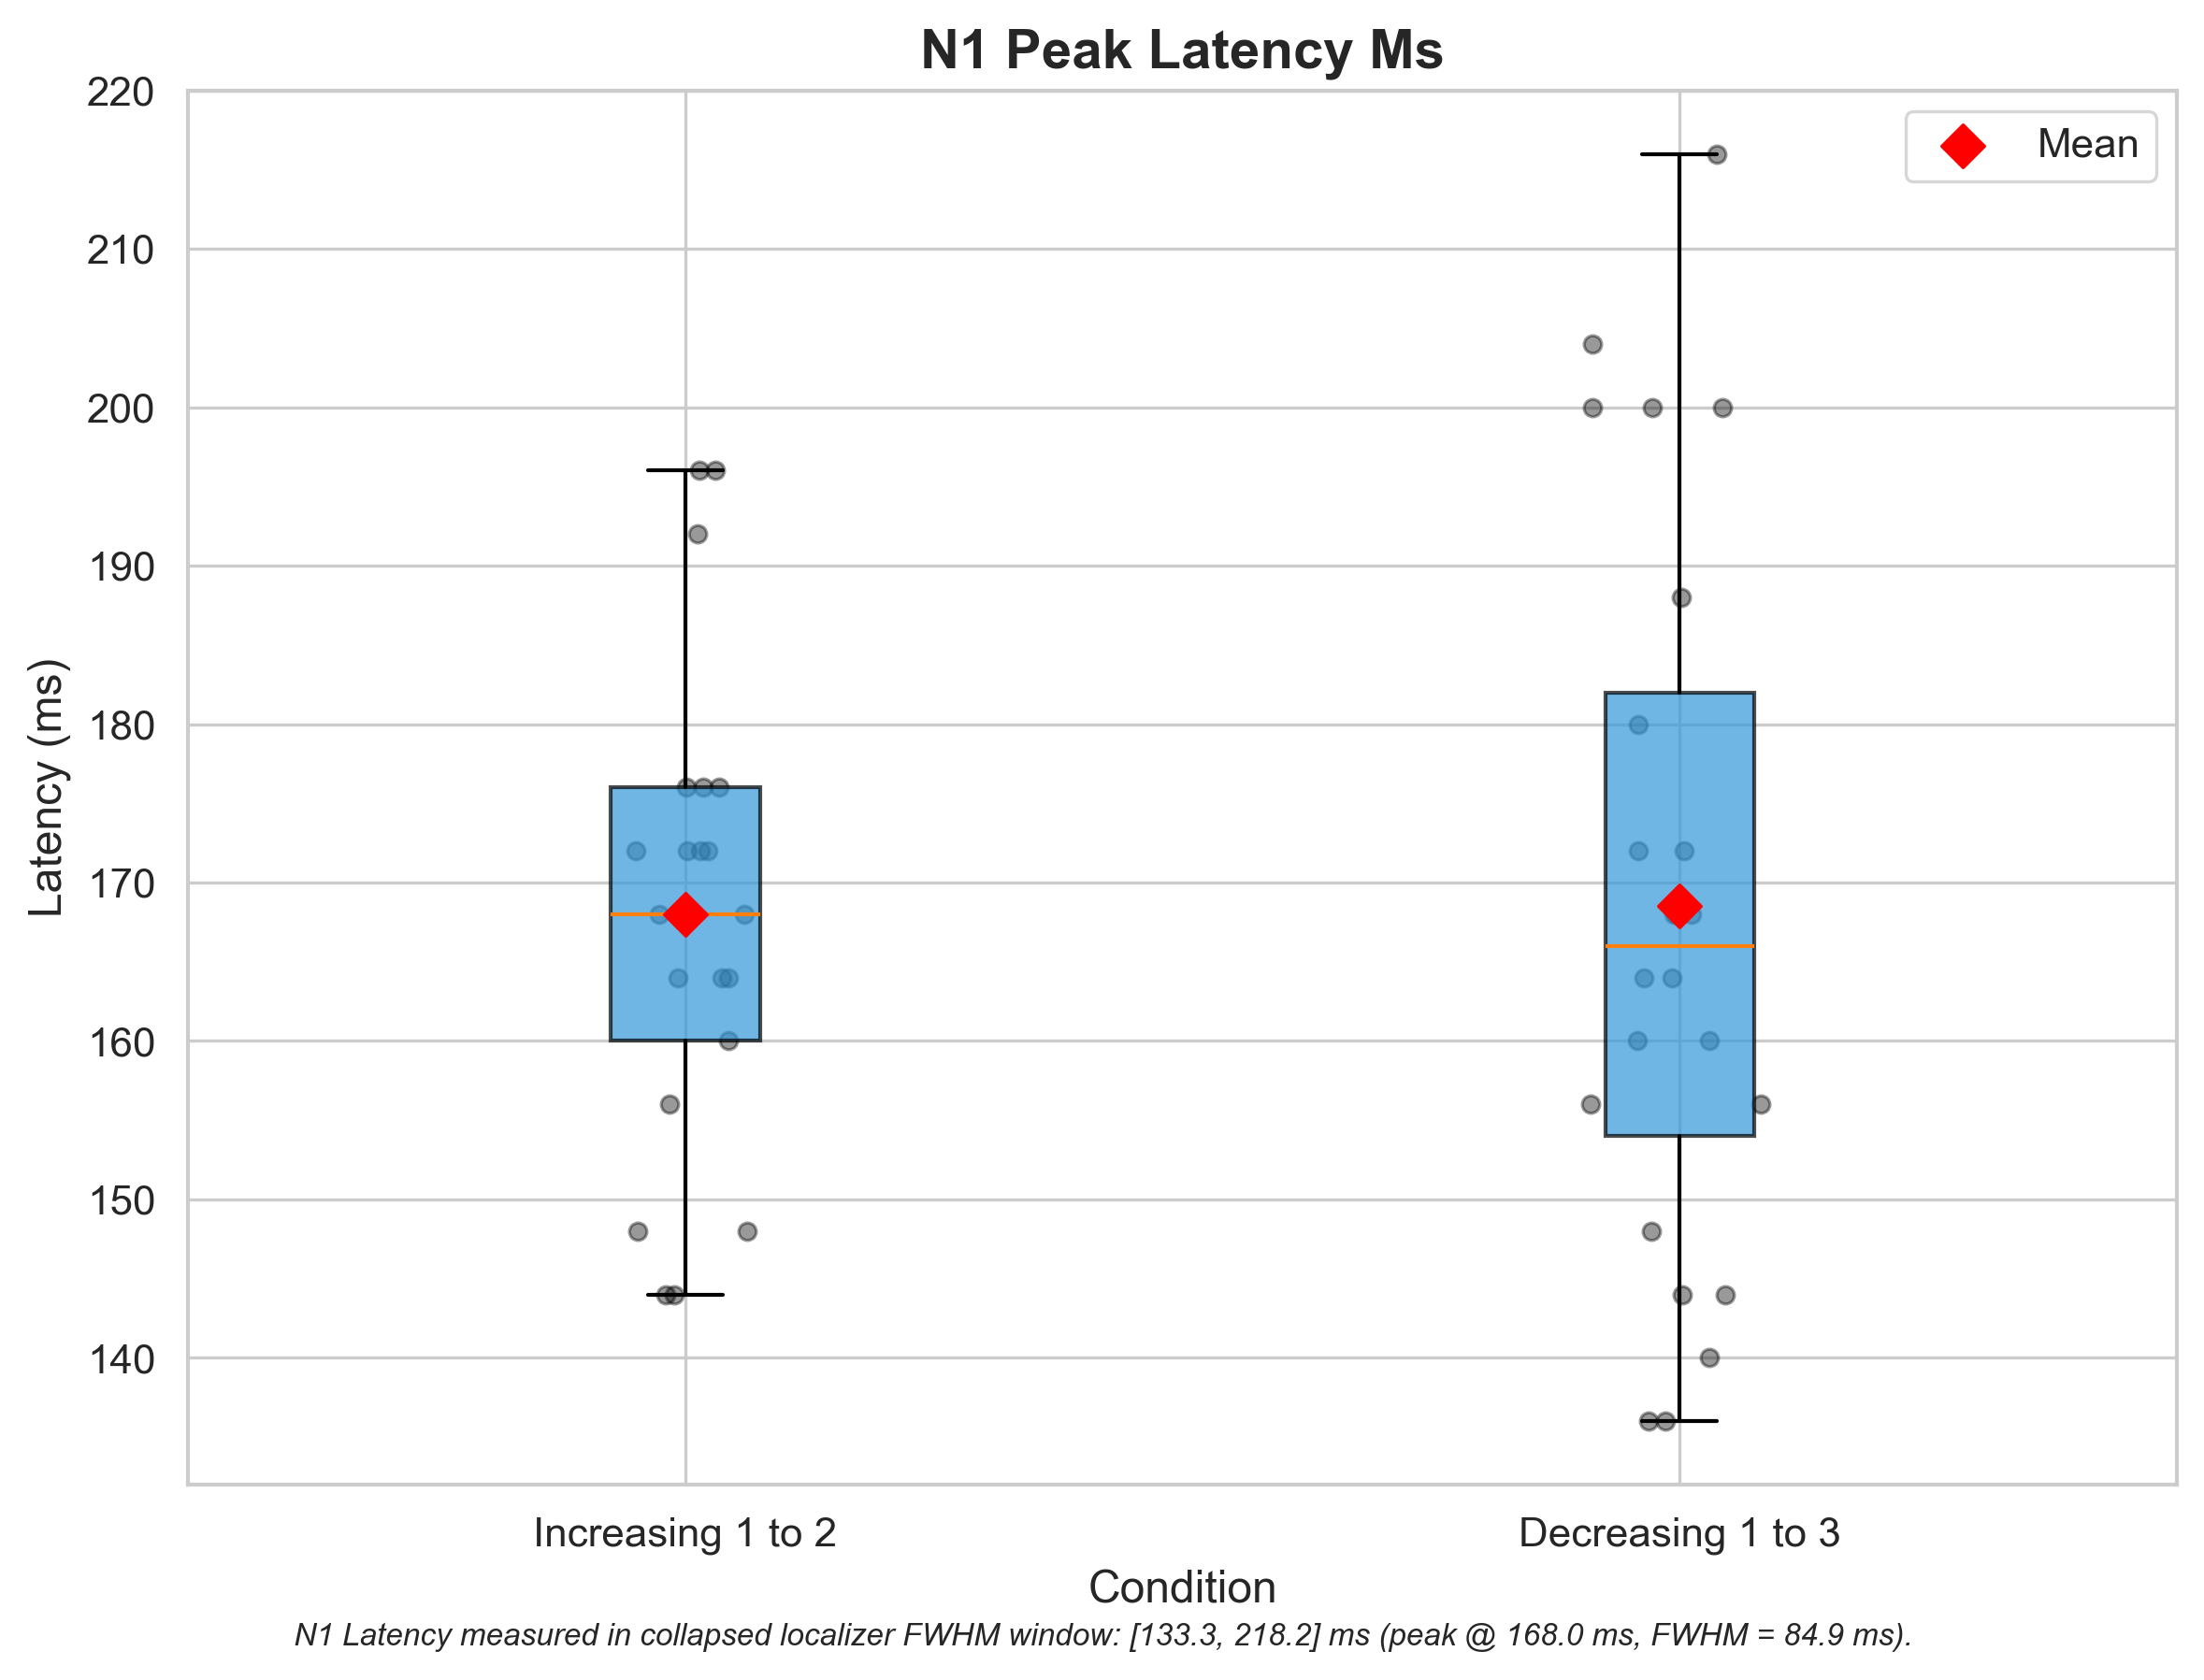 N1 Peak Latency Ms
Mean
Latency (ms)
220
210
200
190
180
170
160
150
140
Increasing 1 to 2
Decreasing 1 to 3
Condition
N1 Latency measured in collapsed localizer FWHM window: [133.3, 218.2] ms (peak @ 168.0 ms, FWHM = 84.9 ms).